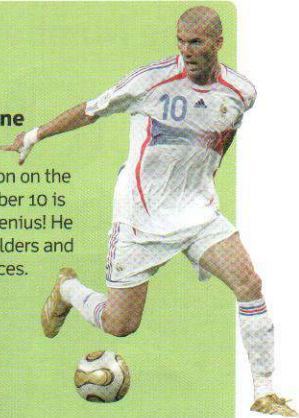 ne
on on the
ber 10 is
enius! He
lders and
ces.
10